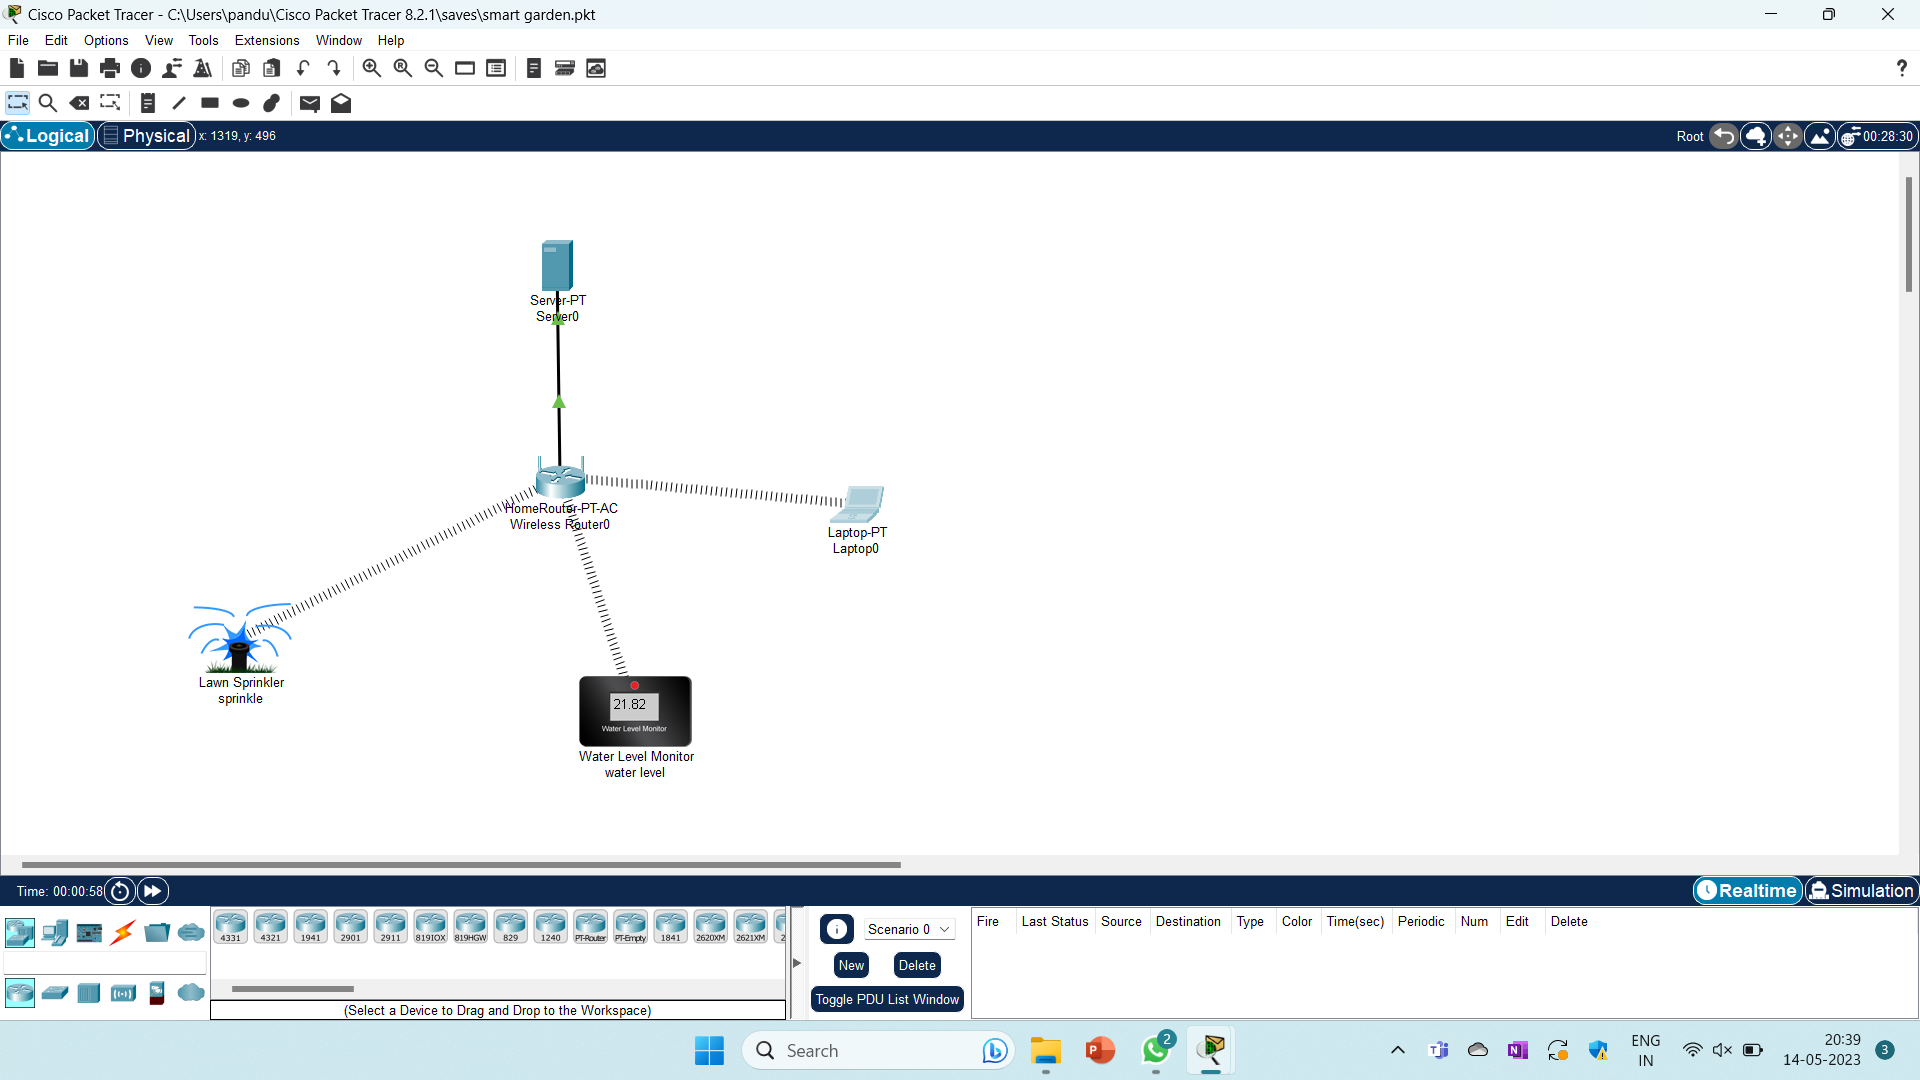 Cisco Packet Tracer - C:\Users\pandu\Cisco Packet Tracer 8.2.1\saves\smart garden.pkt
File Edit Options View Tools Extensions Window Help
?
Logical Physical x: 1319, y: 496 Root 00:28:30
Server-PT
Server0
HomeRouter-PT-AC
Wireless Router0
Laptop-PT
Laptop0
Lawn Sprinkler
sprinkle
21.82
Water Level Monitor
Water Level Monitor
water level
Time: 00:00:58 Realtime Simulation
4331 4321 1941 2901 2911 819IOX 819HGW 829 1240 PT-Router PT-Empty 1841 2620XM 2621XM 2
Scenario 0
New Delete
Toggle PDU List Window
Fire Last Status Source Destination Type Color Time(sec) Periodic Num Edit Delete
(Select a Device to Drag and Drop to the Workspace)
Search
2
ENG
IN
20:39
14-05-2023
3